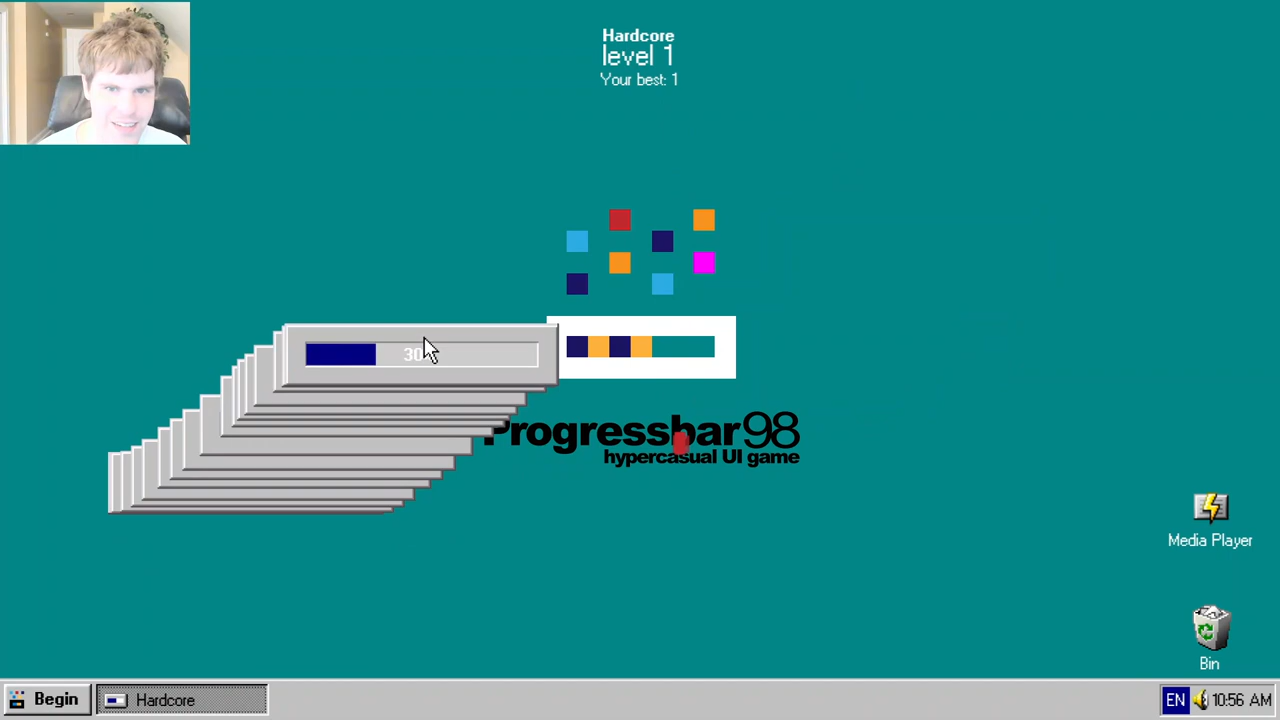 Hardcore
level 1
Your best: 1
30
Progressbar98
hypercasual UI game
Media Player
Bin
Begin
Hardcore
EN
10:56 AM